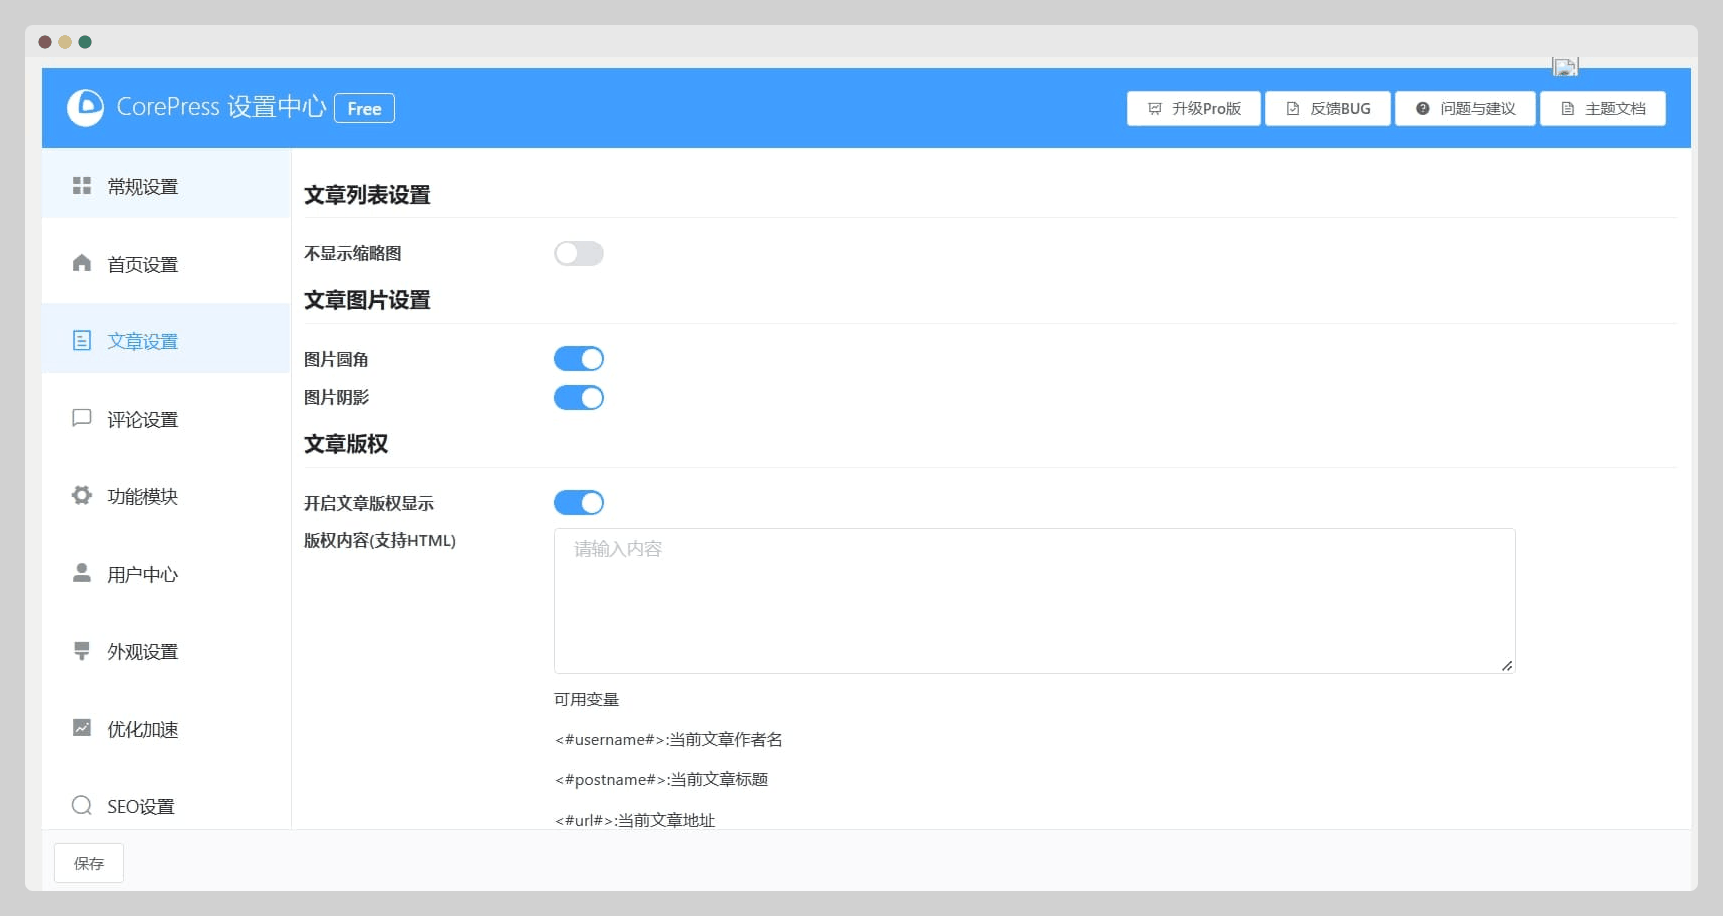 CorePress 设置中心 Free
升级Pro版
反馈BUG
问题与建议
主题文档
常规设置
首页设置
文章设置
评论设置
功能模块
用户中心
外观设置
优化加速
SEO设置
文章列表设置
不显示缩略图
文章图片设置
图片圆角
图片阴影
文章版权
开启文章版权显示
版权内容(支持HTML)
请输入内容
可用变量
<#username#>:当前文章作者名
<#postname#>:当前文章标题
<#url#>:当前文章地址
保存